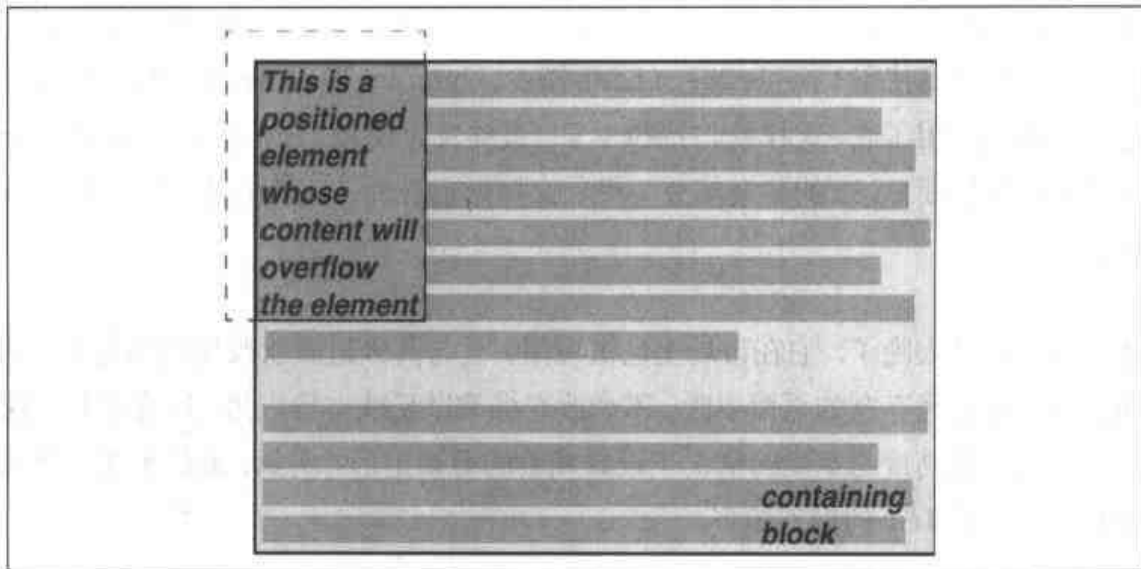 This is a
positioned
element
whose
content will
overflow
the element
containing
block